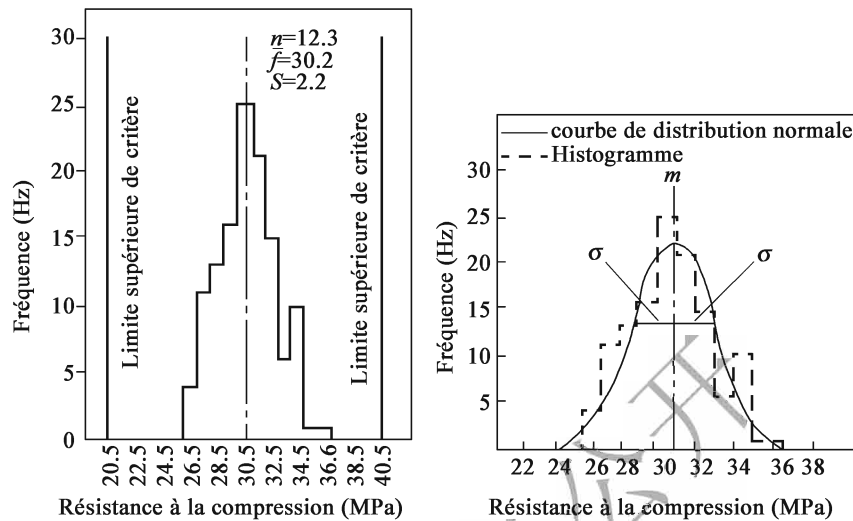 30
25
20
15
10
5
0
Fréquence (Hz)
n=12.3
f̄=30.2
S=2.2
Limite supérieure de critère
Limite supérieure de critère
20.5 22.5 24.5 26.5 28.5 30.5 32.5 34.5 36.6 38.5 40.5
Résistance à la compression (MPa)
courbe de distribution normale
Histogramme
m
30
25
20
15
10
5
Fréquence (Hz)
σ
σ
22 24 26 28 30 32 34 36 38
Résistance à la compression (MPa)